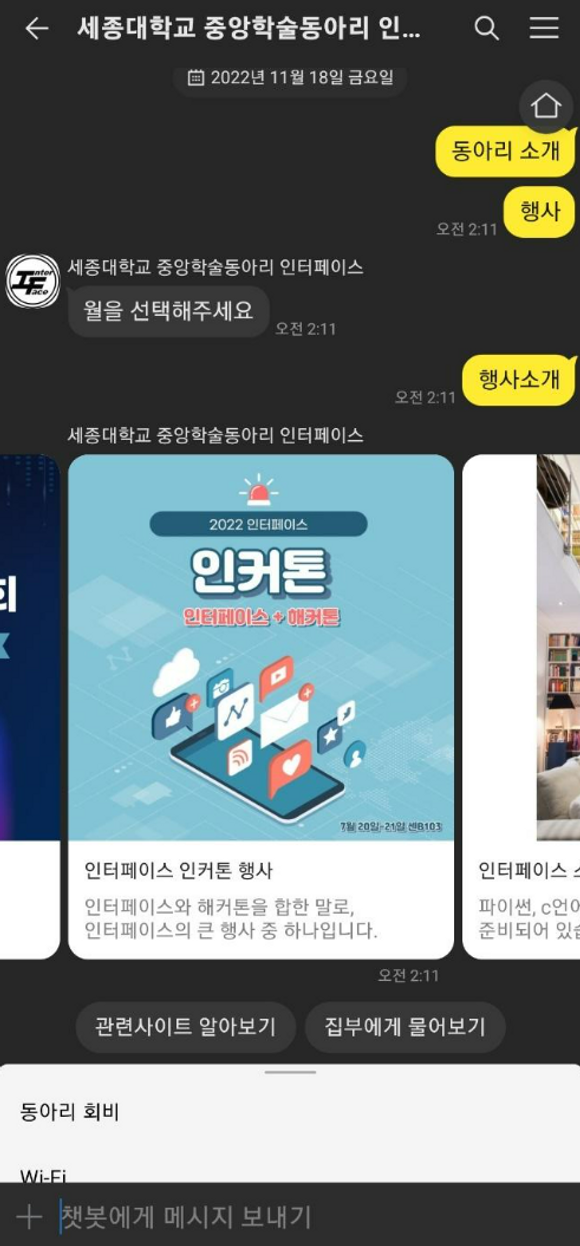 세종대학교 중앙학술동아리 인...
2022년 11월 18일 금요일
동아리 소개
행사
오전 2:11
Inter
Face
세종대학교 중앙학술동아리 인터페이스
월을 선택해주세요
오전 2:11
행사소개
오전 2:11
세종대학교 중앙학술동아리 인터페이스
회
2022 인터페이스
인커톤
인터페이스 + 해커톤
7월 20일-21일 센B103
인터페이스 인커톤 행사
인터페이스와 해커톤을 합한 말로,
인터페이스의 큰 행사 중 하나입니다.
인터페이스
파이썬, c언어
준비되어 있
오전 2:11
관련사이트 알아보기
집부에게 물어보기
동아리 회비
Wi-Fi
챗봇에게 메시지 보내기